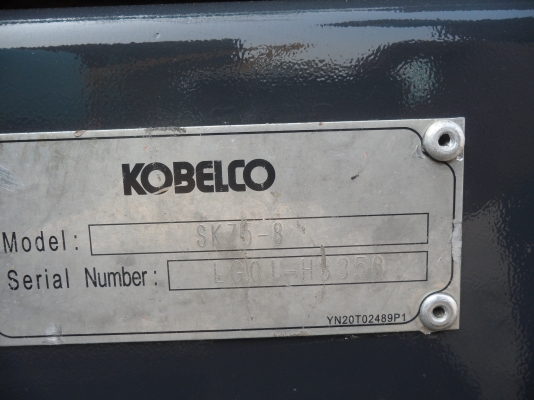 KOBELCO
Model: SK75-8
Serial Number:
YN20T02489P1